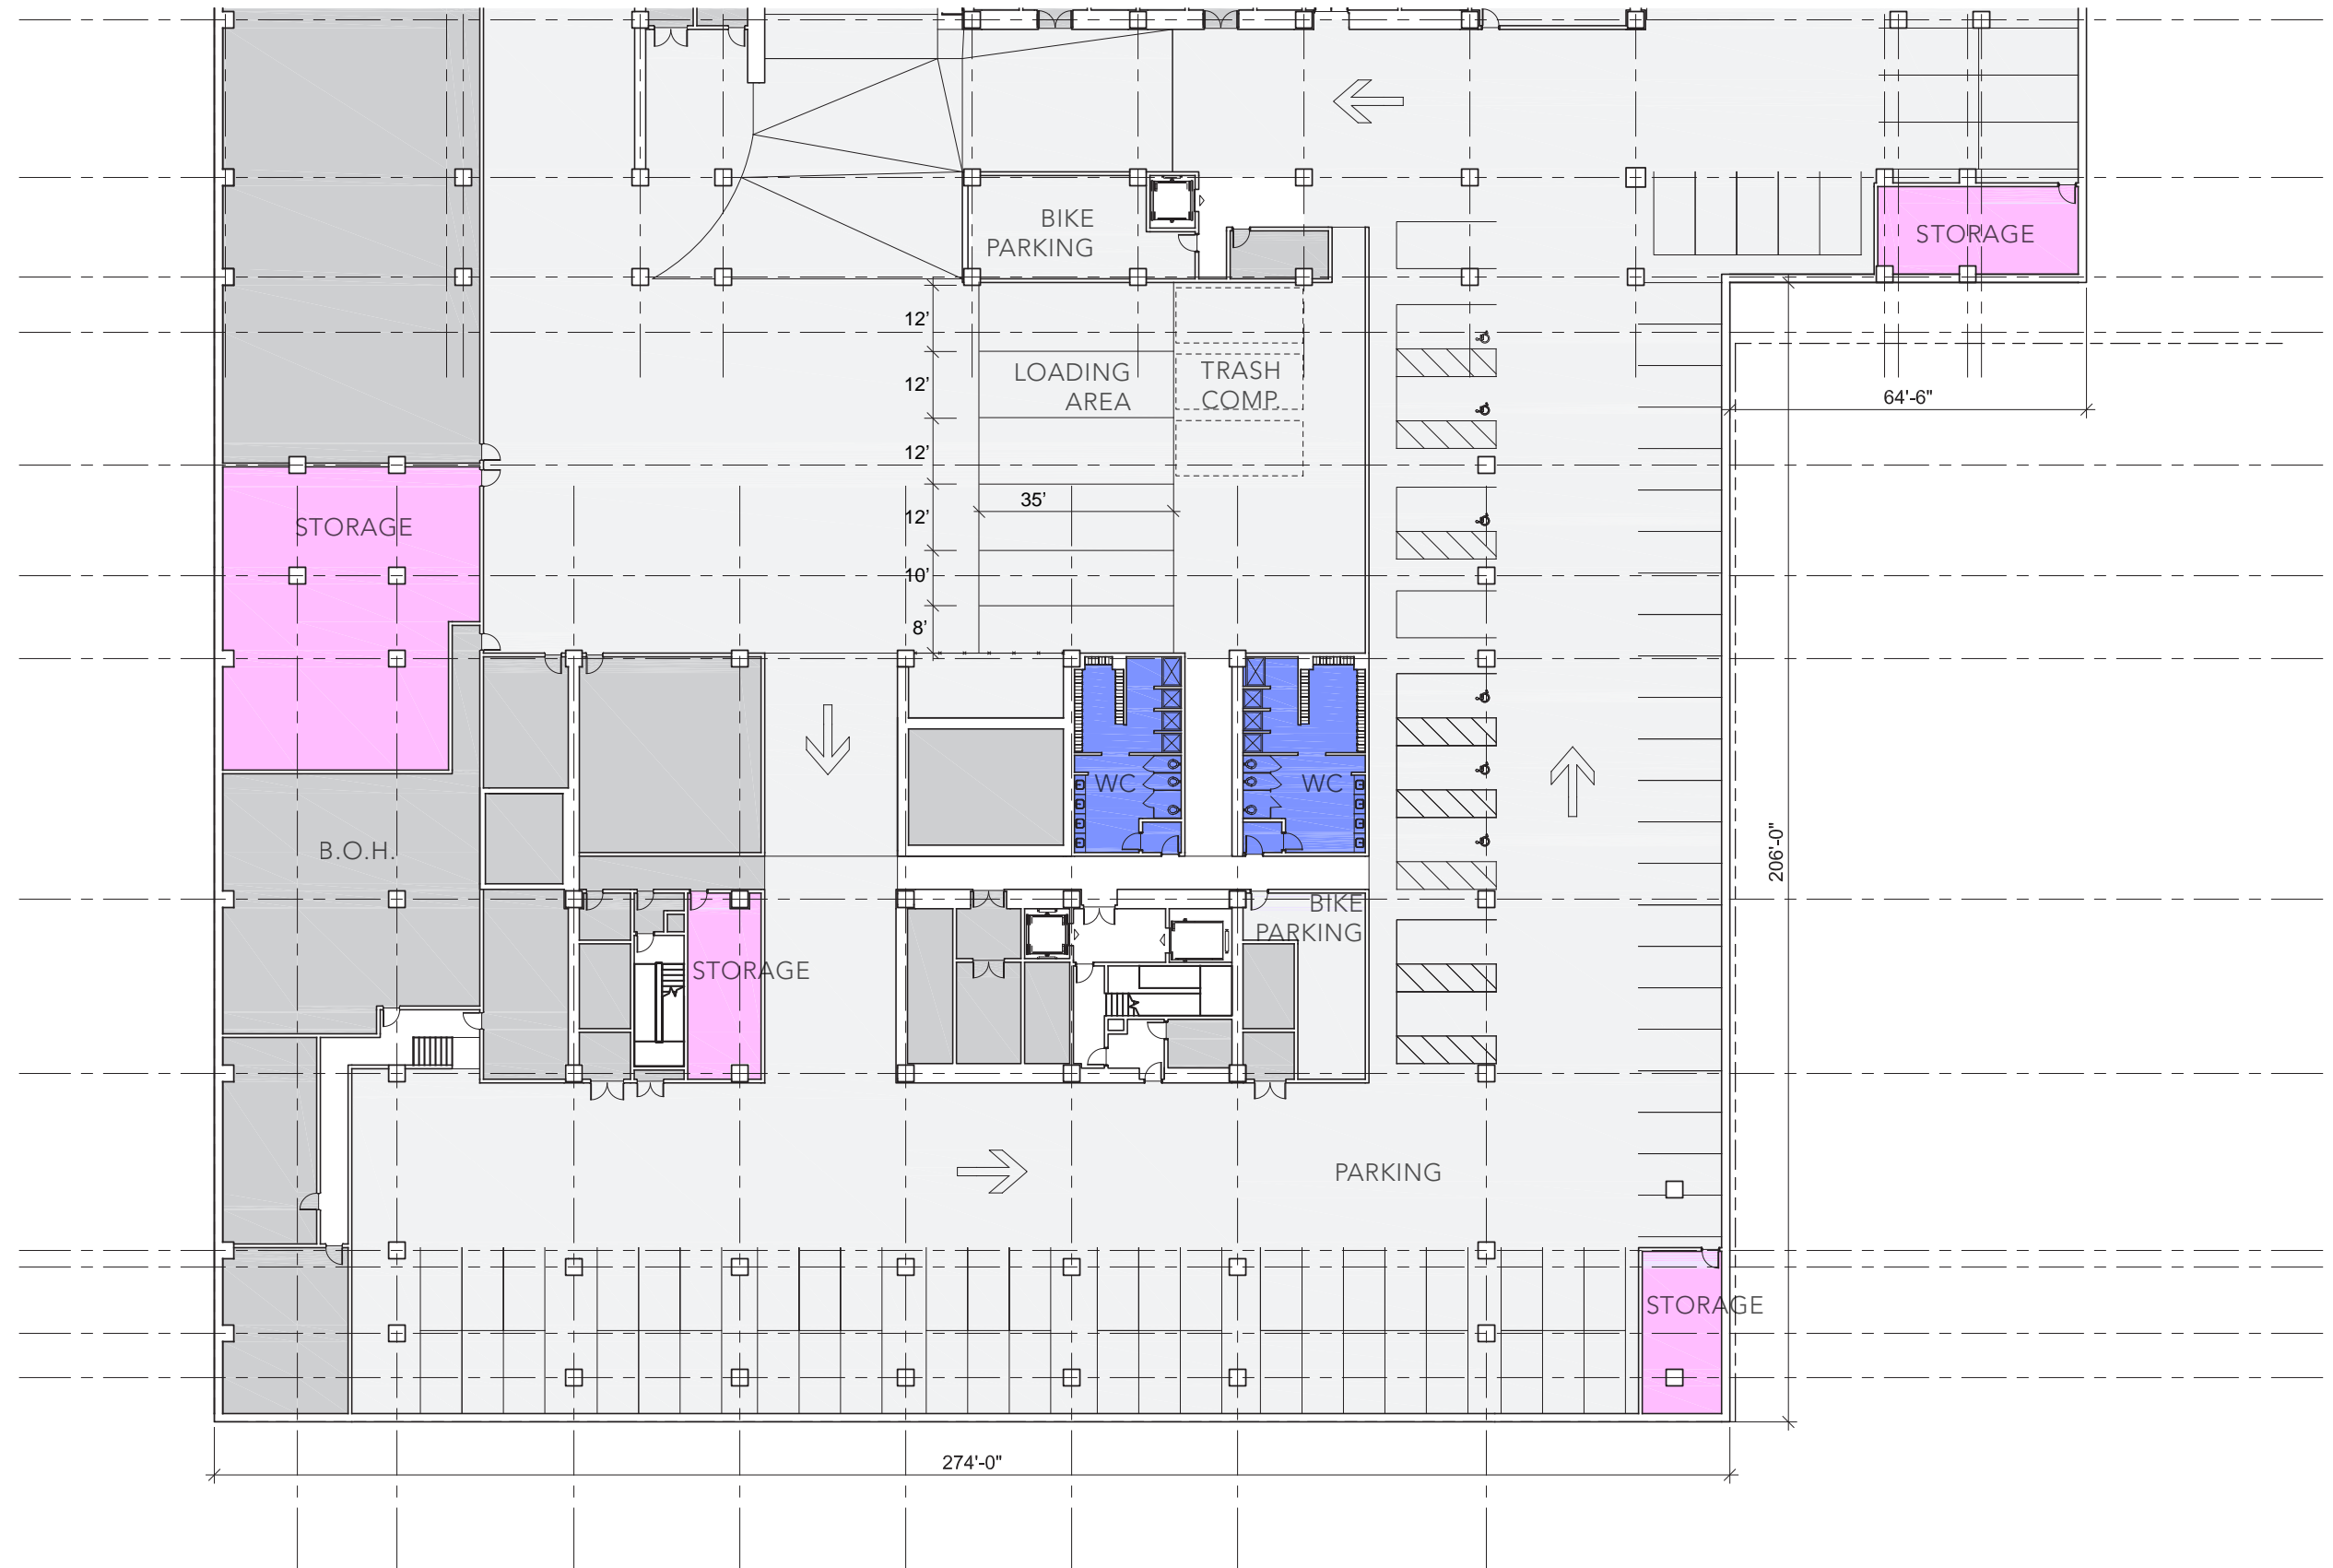 BIKE
PARKING
STORAGE
12'
12'
12'
12'
10'
8'
LOADING
AREA
TRASH
COMP.
35'
64'-6"
STORAGE
WC
WC
B.O.H.
206'-0"
BIKE
PARKING
STORAGE
PARKING
STORAGE
274'-0"